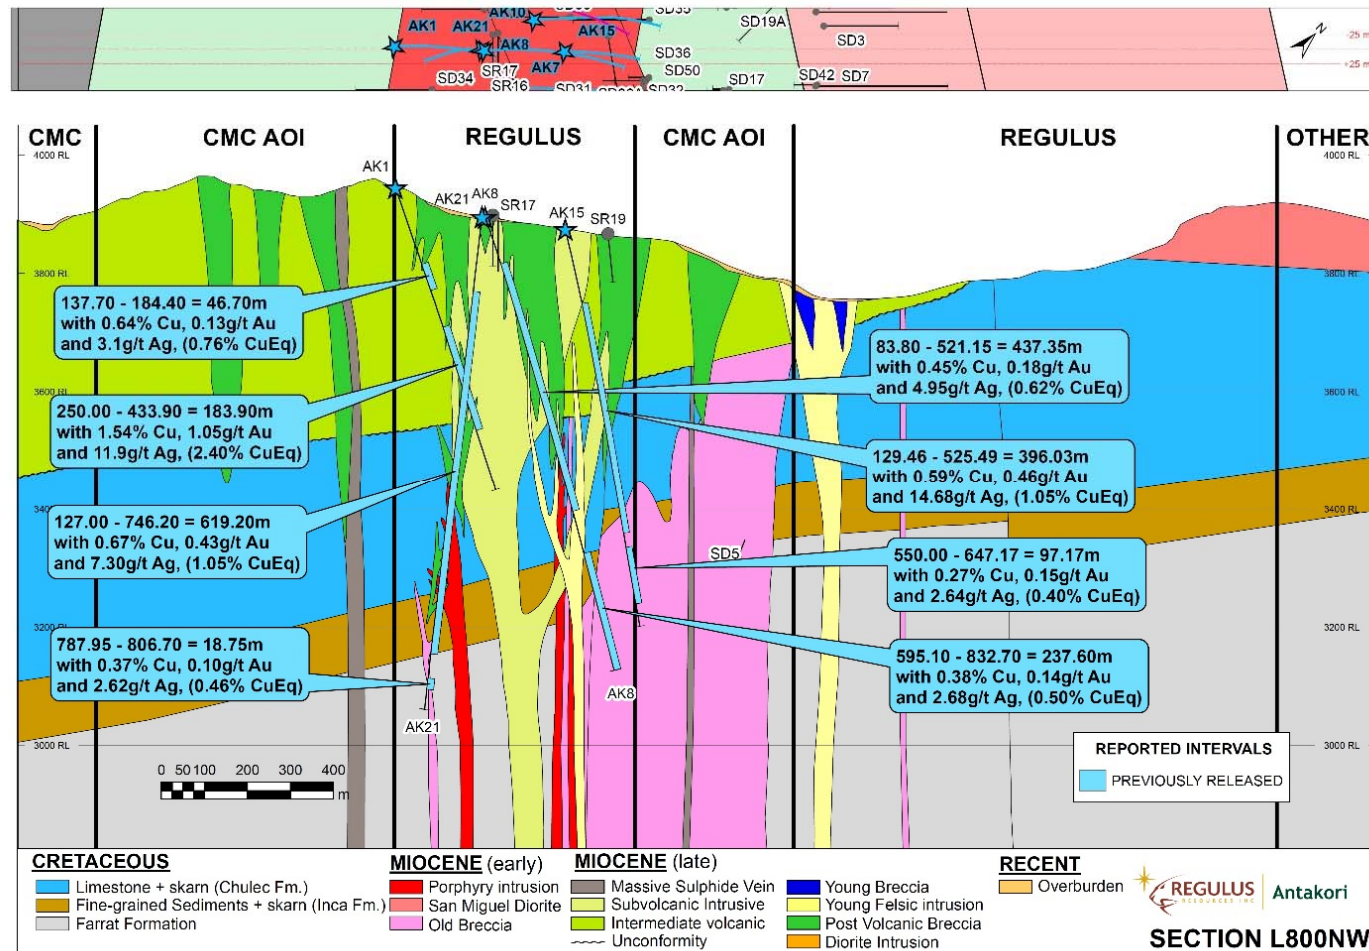 AK10
SD35
SD19A
SD3
-25 m
AK1
AK21
AK15
AK8
SD36
+25 m
SR17
AK7
SD50
SD34
SR16
SD31
SD32
SD17
SD42
SD7
CMC
CMC AOI
REGULUS
CMC AOI
REGULUS
OTHER
4000 RL
4000 RL
AK1
AK21
AK8
SR17
AK15
SR19
3800 RL
3800 RL
137.70 - 184.40 = 46.70m
with 0.64% Cu, 0.13g/t Au
and 3.1g/t Ag, (0.76% CuEq)
83.80 - 521.15 = 437.35m
with 0.45% Cu, 0.18g/t Au
and 4.95g/t Ag, (0.62% CuEq)
3600 RL
3600 RL
250.00 - 433.90 = 183.90m
with 1.54% Cu, 1.05g/t Au
and 11.9g/t Ag, (2.40% CuEq)
129.46 - 525.49 = 396.03m
with 0.59% Cu, 0.46g/t Au
and 14.68g/t Ag, (1.05% CuEq)
3400 RL
3400 RL
127.00 - 746.20 = 619.20m
with 0.67% Cu, 0.43g/t Au
and 7.30g/t Ag, (1.05% CuEq)
SD5
550.00 - 647.17 = 97.17m
with 0.27% Cu, 0.15g/t Au
and 2.64g/t Ag, (0.40% CuEq)
3200 RL
3200 RL
787.95 - 806.70 = 18.75m
with 0.37% Cu, 0.10g/t Au
and 2.62g/t Ag, (0.46% CuEq)
595.10 - 832.70 = 237.60m
with 0.38% Cu, 0.14g/t Au
and 2.68g/t Ag, (0.50% CuEq)
AK8
AK21
3000 RL
3000 RL
0 50 100 200 300 400
m
REPORTED INTERVALS
PREVIOUSLY RELEASED
CRETACEOUS
Limestone + skarn (Chulec Fm.)
Fine-grained Sediments + skarn (Inca Fm.)
Farrat Formation
MIOCENE (early)
Porphyry intrusion
San Miguel Diorite
Old Breccia
MIOCENE (late)
Massive Sulphide Vein
Subvolcanic Intrusive
Intermediate volcanic
Unconformity
Young Breccia
Young Felsic intrusion
Post Volcanic Breccia
Diorite Intrusion
RECENT
Overburden
REGULUS
RESOURCES INC
Antakori
SECTION L800NW